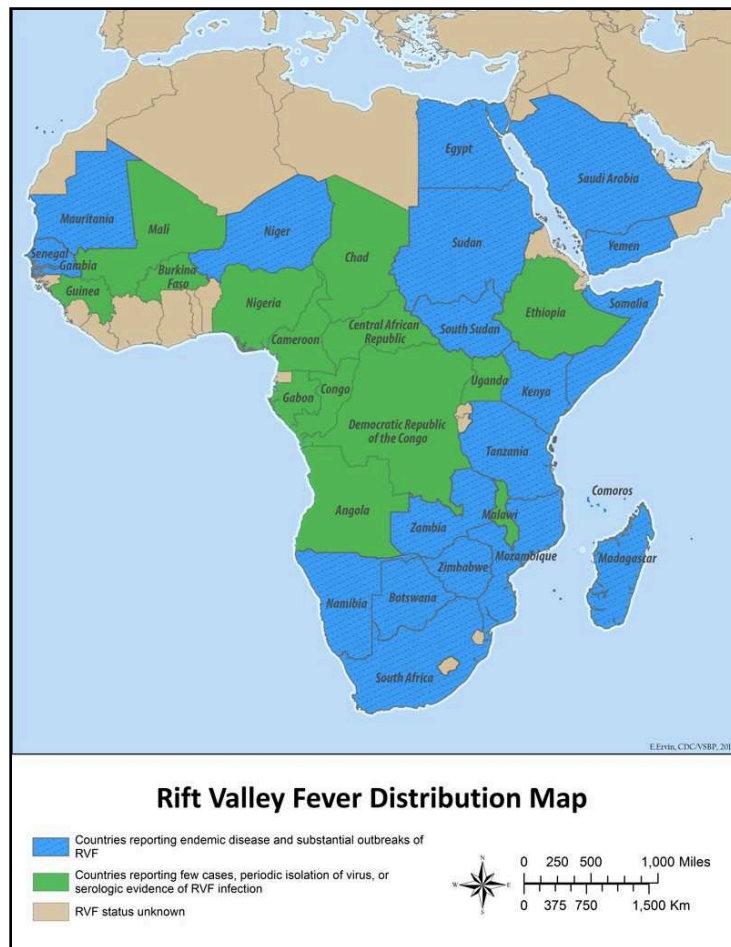 Egypt
Saudi Arabia
Mauritania
Mali
Niger
Chad
Sudan
Yemen
Senegal
Gambia
Burkina
Faso
Guinea
Nigeria
Somalia
Ethiopia
South Sudan
Cameroon
Central African
Republic
Uganda
Kenya
Gabon
Congo
Democratic Republic
of the Congo
Tanzania
Comoros
Angola
Malawi
Zambia
Mozambique
Madagascar
Zimbabwe
Namibia
Botswana
South Africa
E.Ervin, CDC/VSBP, 201
Rift Valley Fever Distribution Map
Countries reporting endemic disease and substantial outbreaks of
RVF
Countries reporting few cases, periodic isolation of virus, or
serologic evidence of RVF infection
RVF status unknown
N
W E
S
0 250 500 1,000 Miles
0 375 750 1,500 Km